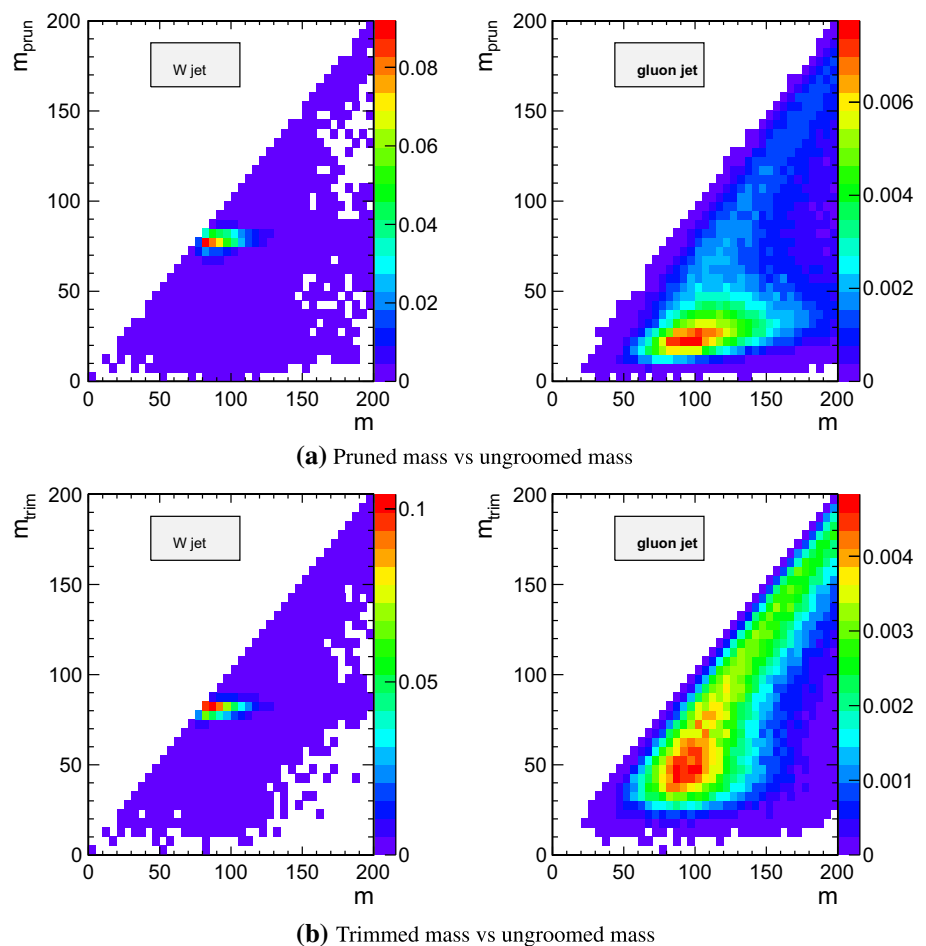 m_prun
200
150
100
50
0
W jet
0.08
0.06
0.04
0.02
0
0 50 100 150 200
m
m_prun
200
150
100
50
0
gluon jet
0.006
0.004
0.002
0
0 50 100 150 200
m
(a) Pruned mass vs ungroomed mass
m_trim
200
150
100
50
0
W jet
0.1
0.05
0
0 50 100 150 200
m
m_trim
200
150
100
50
0
gluon jet
0.004
0.003
0.002
0.001
0
0 50 100 150 200
m
(b) Trimmed mass vs ungroomed mass